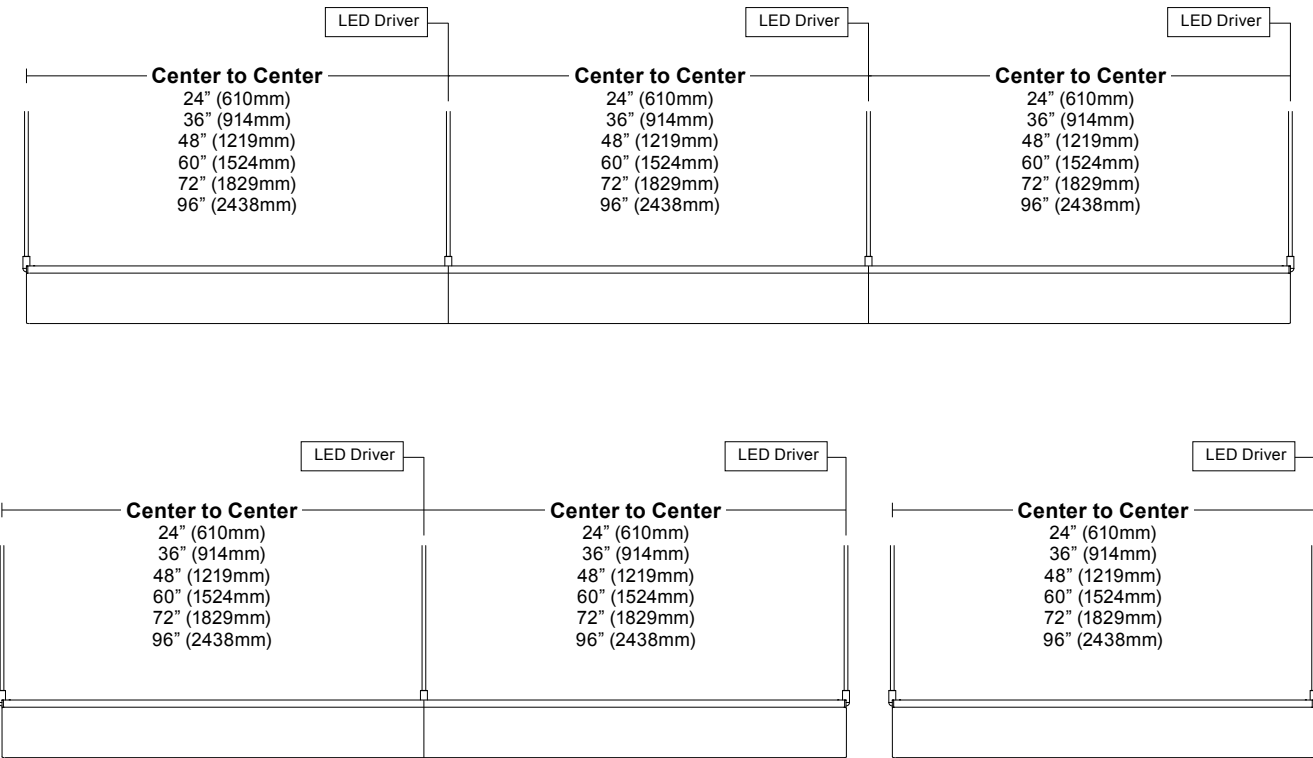 LED Driver
LED Driver
LED Driver
Center to Center
24” (610mm)
36” (914mm)
48” (1219mm)
60” (1524mm)
72” (1829mm)
96” (2438mm)
Center to Center
24” (610mm)
36” (914mm)
48” (1219mm)
60” (1524mm)
72” (1829mm)
96” (2438mm)
Center to Center
24” (610mm)
36” (914mm)
48” (1219mm)
60” (1524mm)
72” (1829mm)
96” (2438mm)
LED Driver
LED Driver
LED Driver
Center to Center
24” (610mm)
36” (914mm)
48” (1219mm)
60” (1524mm)
72” (1829mm)
96” (2438mm)
Center to Center
24” (610mm)
36” (914mm)
48” (1219mm)
60” (1524mm)
72” (1829mm)
96” (2438mm)
Center to Center
24” (610mm)
36” (914mm)
48” (1219mm)
60” (1524mm)
72” (1829mm)
96” (2438mm)